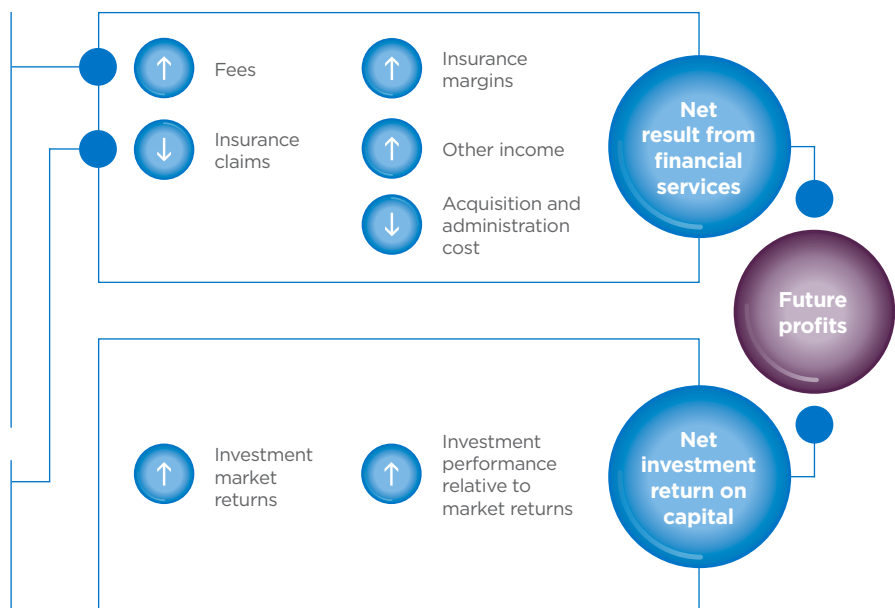 Fees
Insurance
margins
Insurance
claims
Other income
Acquisition and
administration
cost
Net
result from
financial
services
Future
profits
Investment
market
returns
Investment
performance
relative to
market returns
Net
investment
return on
capital